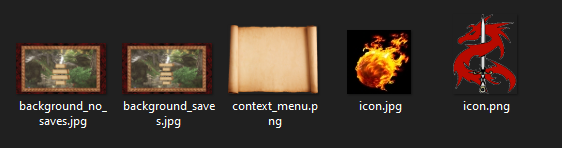 background_no_
saves.jpg
background_save
s.jpg
context_menu.p
ng
icon.jpg
icon.png